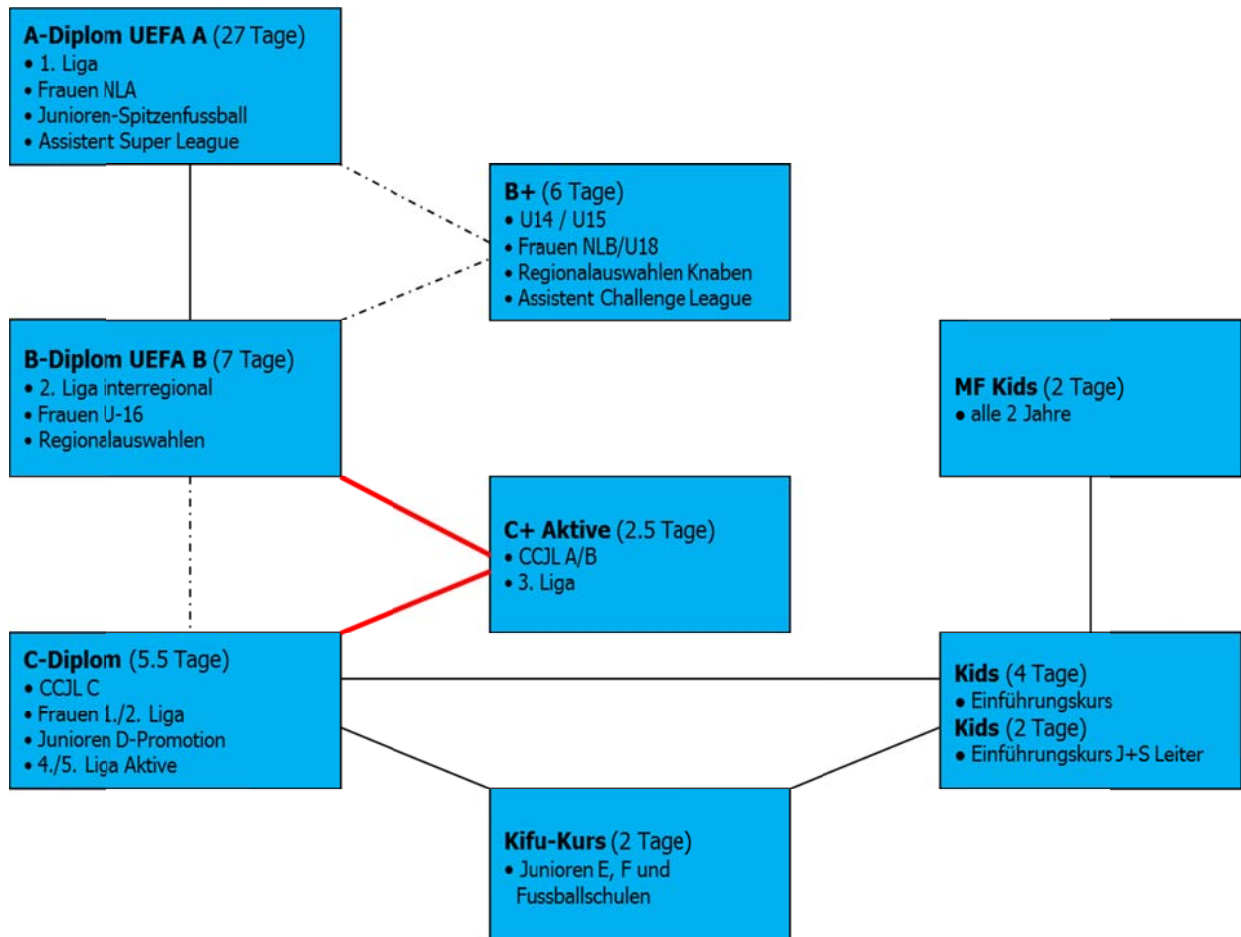 A-Diplom UEFA A (27 Tage)
• 1. Liga
• Frauen NLA
• Junioren-Spitzenfussball
• Assistent Super League
B+ (6 Tage)
• U14 / U15
• Frauen NLB/U18
• Regionalauswahlen Knaben
• Assistent Challenge League
B-Diplom UEFA B (7 Tage)
• 2. Liga interregional
• Frauen U-16
• Regionalauswahlen
MF Kids (2 Tage)
• alle 2 Jahre
C+ Aktive (2.5 Tage)
• CCJL A/B
• 3. Liga
C-Diplom (5.5 Tage)
• CCJL C
• Frauen 1./2. Liga
• Junioren D-Promotion
• 4./5. Liga Aktive
Kids (4 Tage)
• Einführungskurs
Kids (2 Tage)
• Einführungskurs J+S Leiter
Kifu-Kurs (2 Tage)
• Junioren E, F und
Fussballschulen